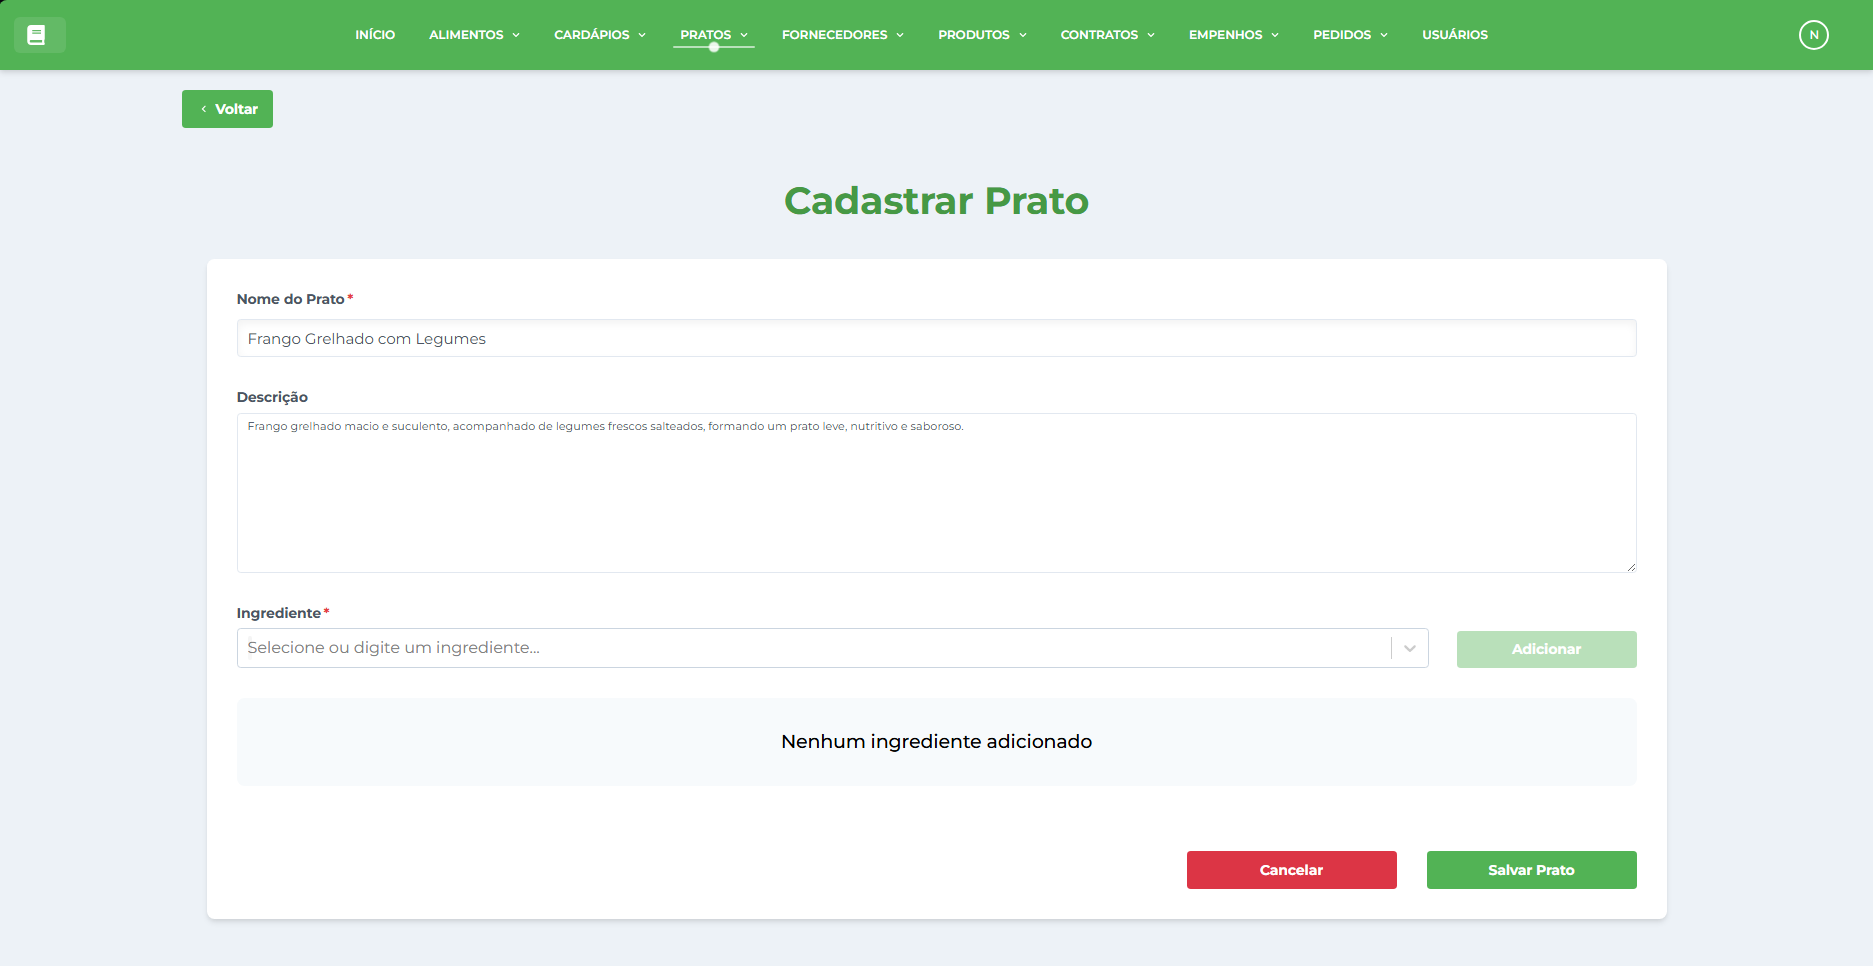 INÍCIO ALIMENTOS CARDÁPIOS PRATOS FORNECEDORES PRODUTOS CONTRATOS EMPENHOS PEDIDOS USUÁRIOS N
Voltar
Cadastrar Prato
Nome do Prato*
Frango Grelhado com Legumes
Descrição
Frango grelhado macio e suculento, acompanhado de legumes frescos salteados, formando um prato leve, nutritivo e saboroso.
Ingrediente*
Selecione ou digite um ingrediente...
Adicionar
Nenhum ingrediente adicionado
Cancelar Salvar Prato